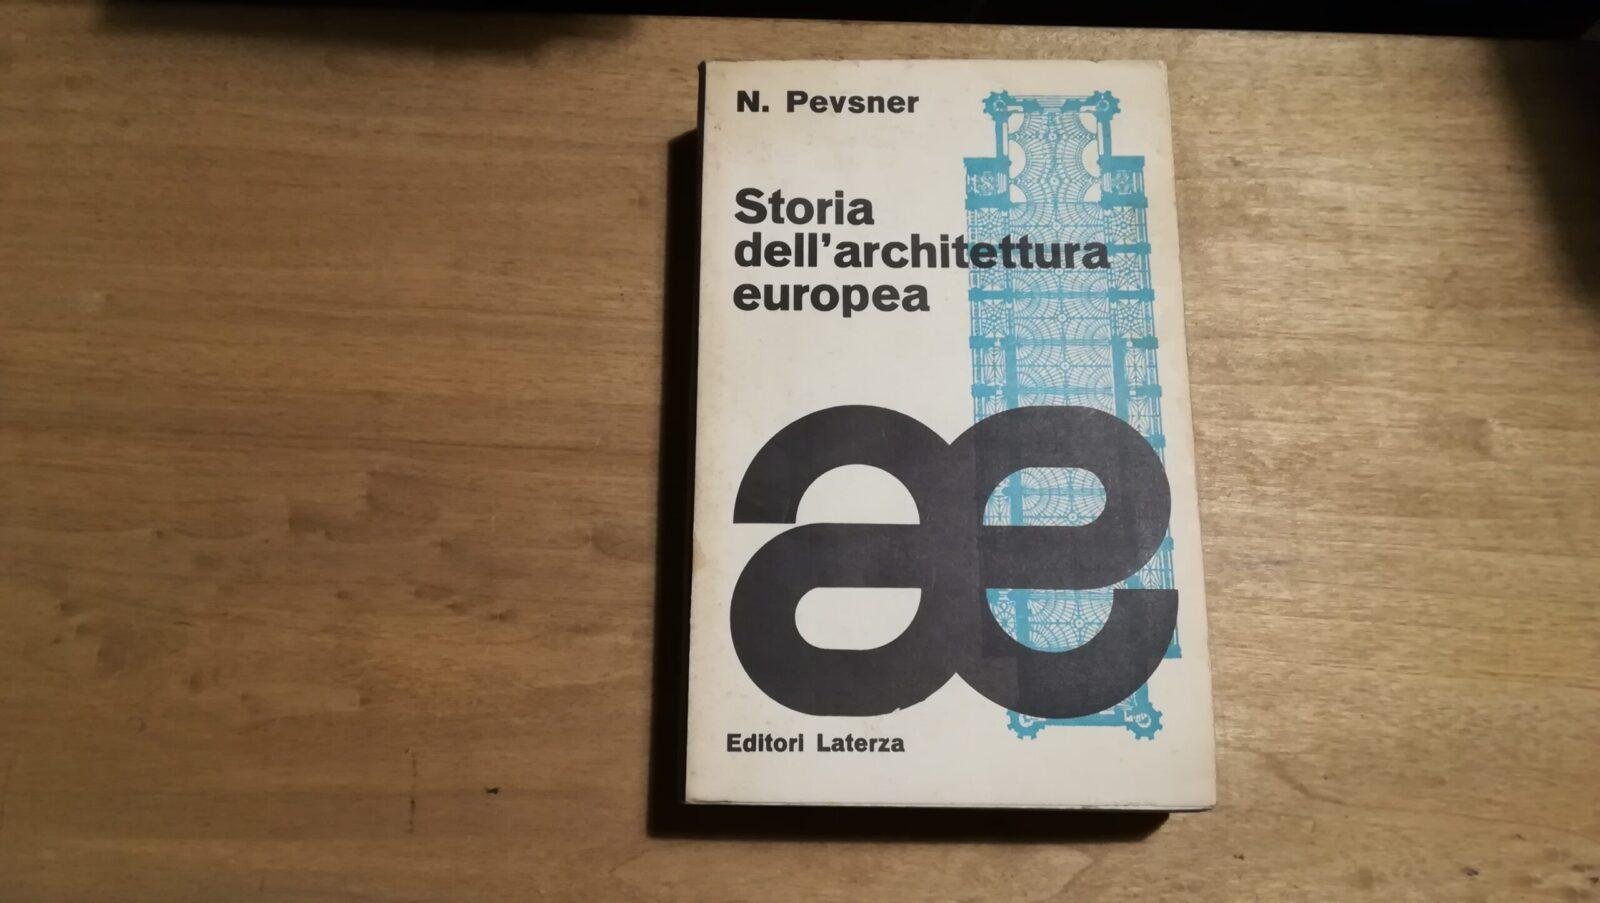 N. Pevsner
Storia
dell'architettura
europea
ae
Editori Laterza